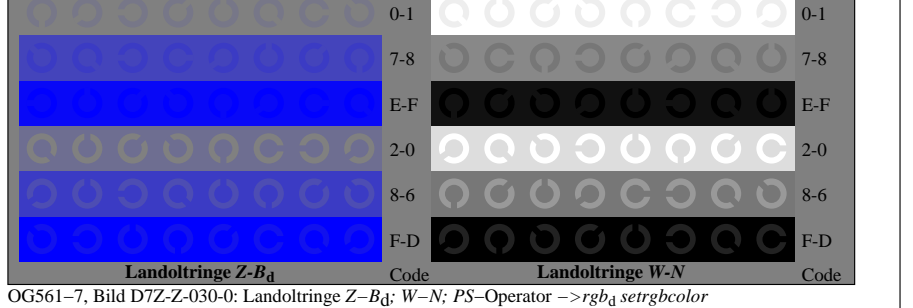 0-1 0-1
7-8 7-8
E-F E-F
2-0 2-0
8-6 8-6
F-D F-D
Landoltringe Z-Bd Code Landoltringe W-N Code
OG561–7, Bild D7Z-Z-030-0: Landoltringe Z–Bd; W–N; PS–Operator –>rgbd setrgbcolor